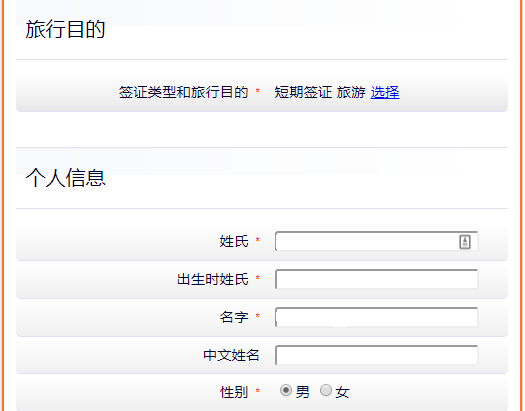 旅行目的
签证类型和旅行目的 * 短期签证 旅游 选择
个人信息
姓氏 *
出生时姓氏 *
名字 *
中文姓名
性别 * 男 女